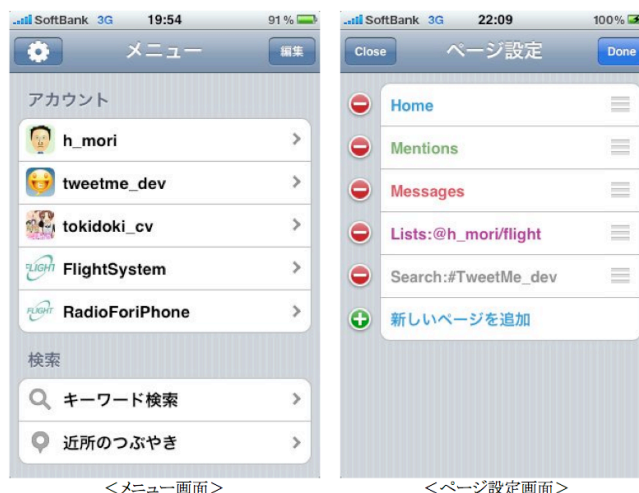 SoftBank 3G 19:54 91%
メニュー
編集
アカウント
h_mori
tweetme_dev
tokidoki_cv
FLIGHT FlightSystem
FLIGHT RadioForiPhone
検索
キーワード検索
近所のつぶやき
＜メニュー画面＞
SoftBank 3G 22:09 100%
Close ページ設定 Done
Home
Mentions
Messages
Lists:@h_mori/flight
Search:#TweetMe_dev
新しいページを追加
＜ページ設定画面＞